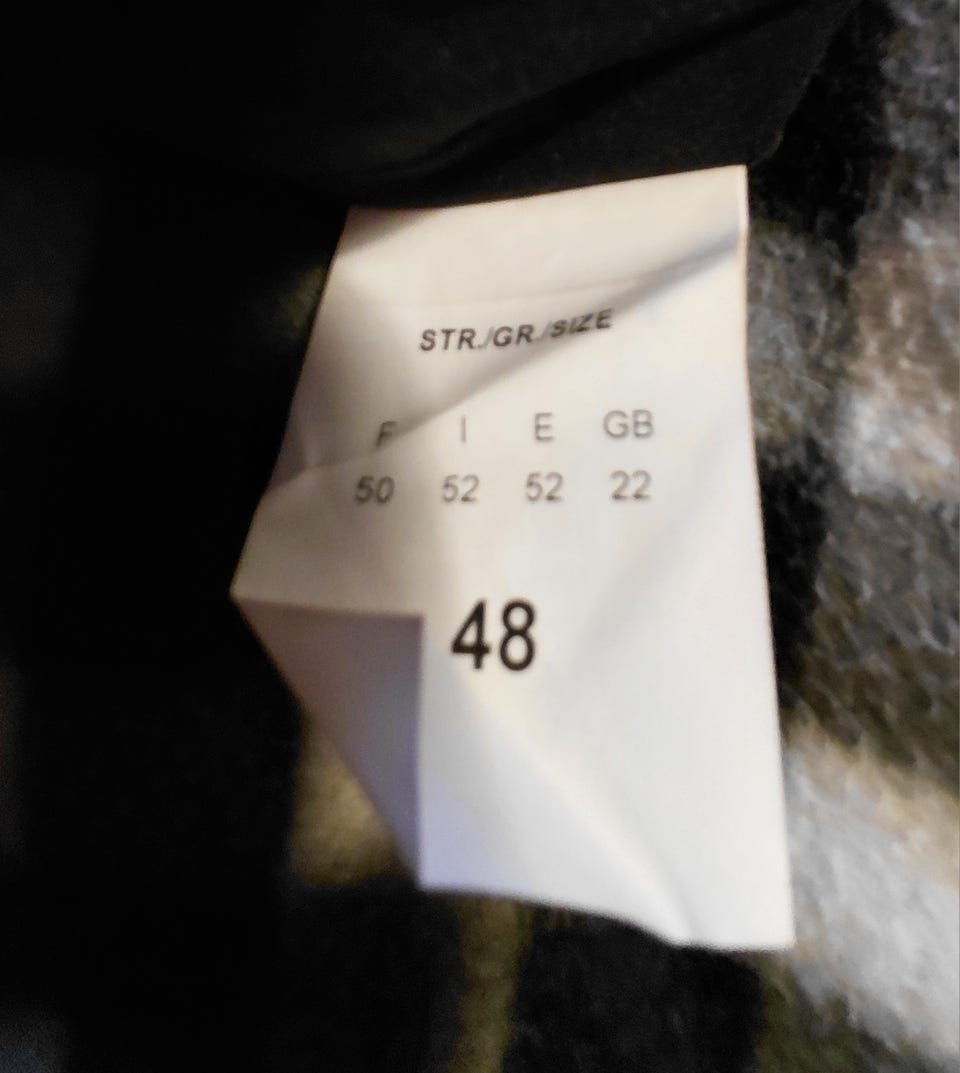 STR./GR./SIZE
F I E GB
50 52 52 22
48